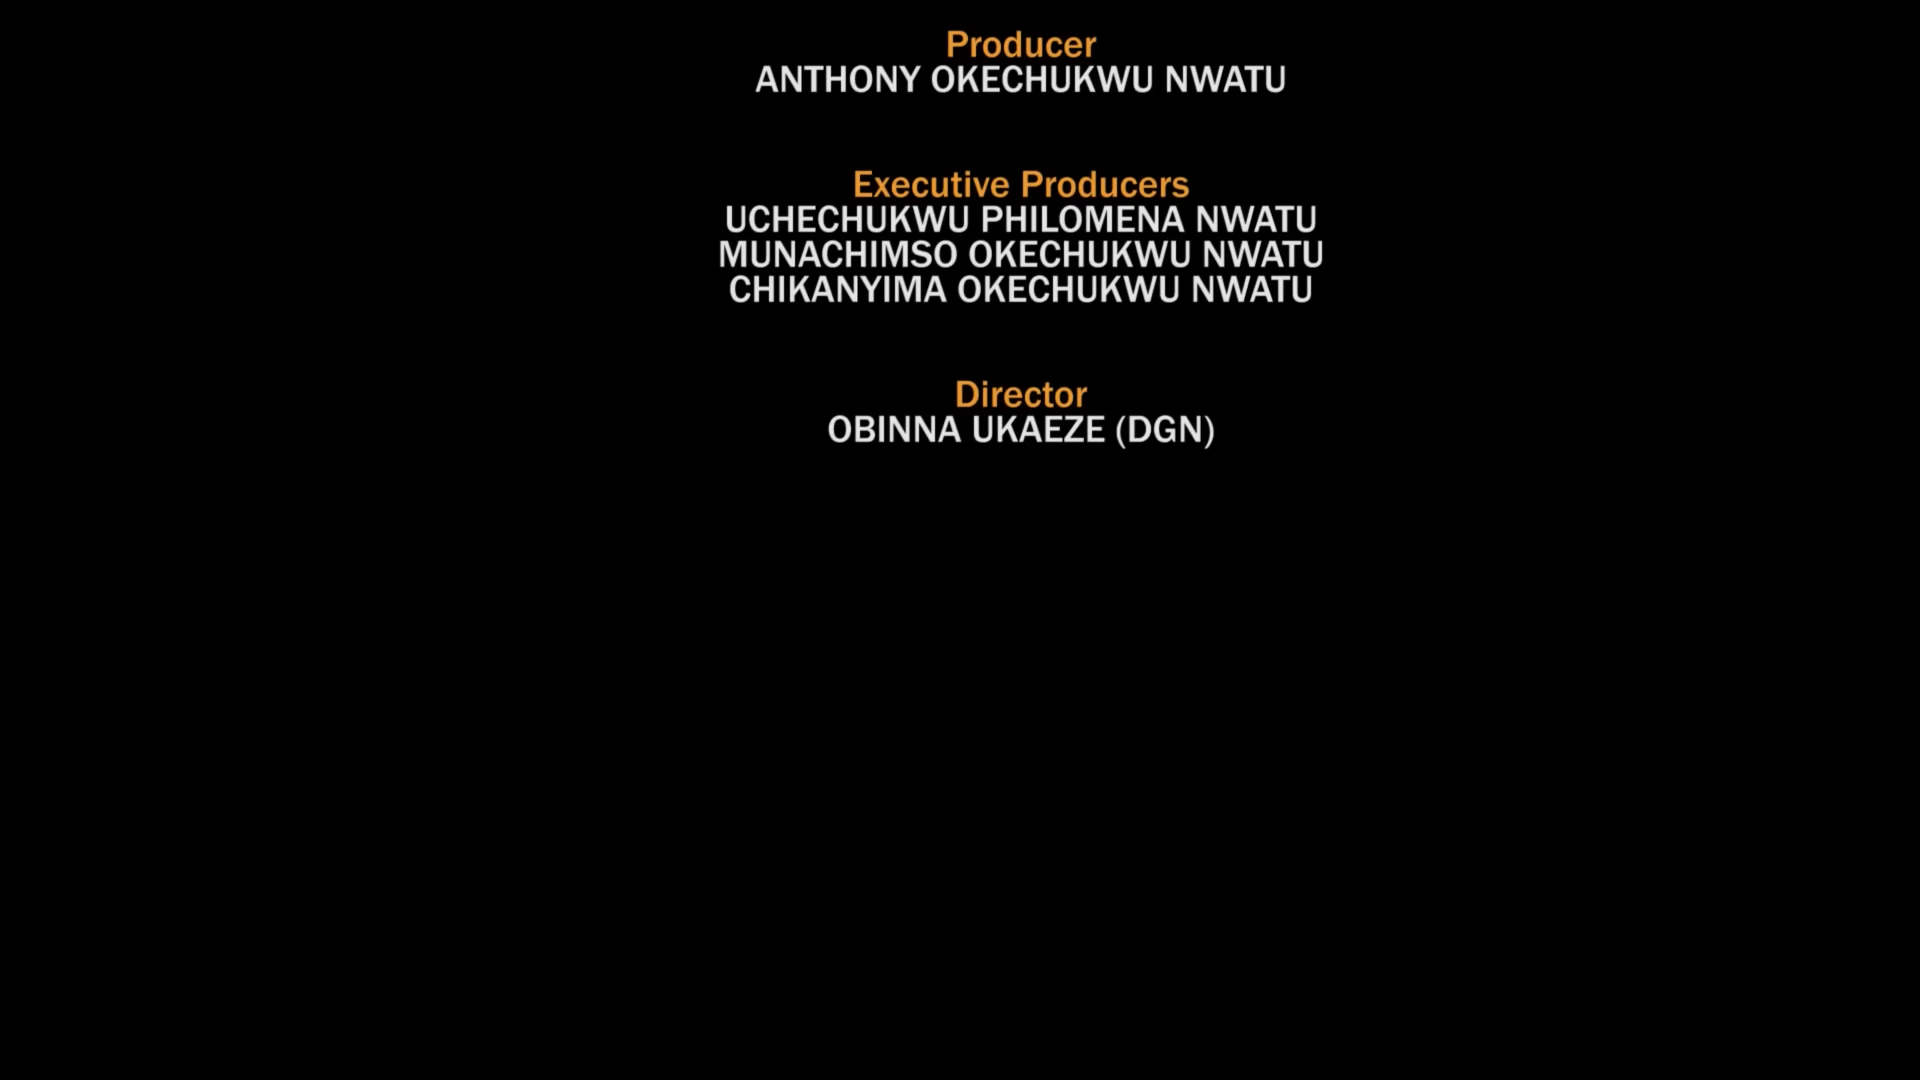 Producer
ANTHONY OKECHUKWU NWATU
Executive Producers
UCHECHUKWU PHILOMENA NWATU
MUNACHIMSO OKECHUKWU NWATU
CHIKANYIMA OKECHUKWU NWATU
Director
OBINNA UKAEZE (DGN)